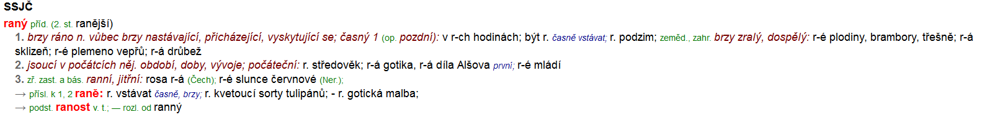 SSJČ
raný příd. (2. st. ranější)
1. brzy ráno n. vůbec brzy nastávající, přicházející, vyskytující se; časný 1 (op. pozdní): v r-ch hodinách; být r. časně vstávat; r. podzim; zeměd., zahr. brzy zralý, dospělý: r-é plodiny, brambory, třešně; r-á
sklizeň; r-é plemeno vepřů; r-á drůbež
2. jsoucí v počátcích něj. období, doby, vývoje; počáteční: r. středověk; r-á gotika, r-á díla Alšova první; r-é mládí
3. zř. zast. a bás. ranní, jitřní: rosa r-á (Čech); r-é slunce červnové (Ner.);
→ přísl. k 1, 2 raně: r. vstávat časně, brzy; r. kvetoucí sorty tulipánů; - r. gotická malba;
→ podst. ranost v. t.; — rozl. od ranný